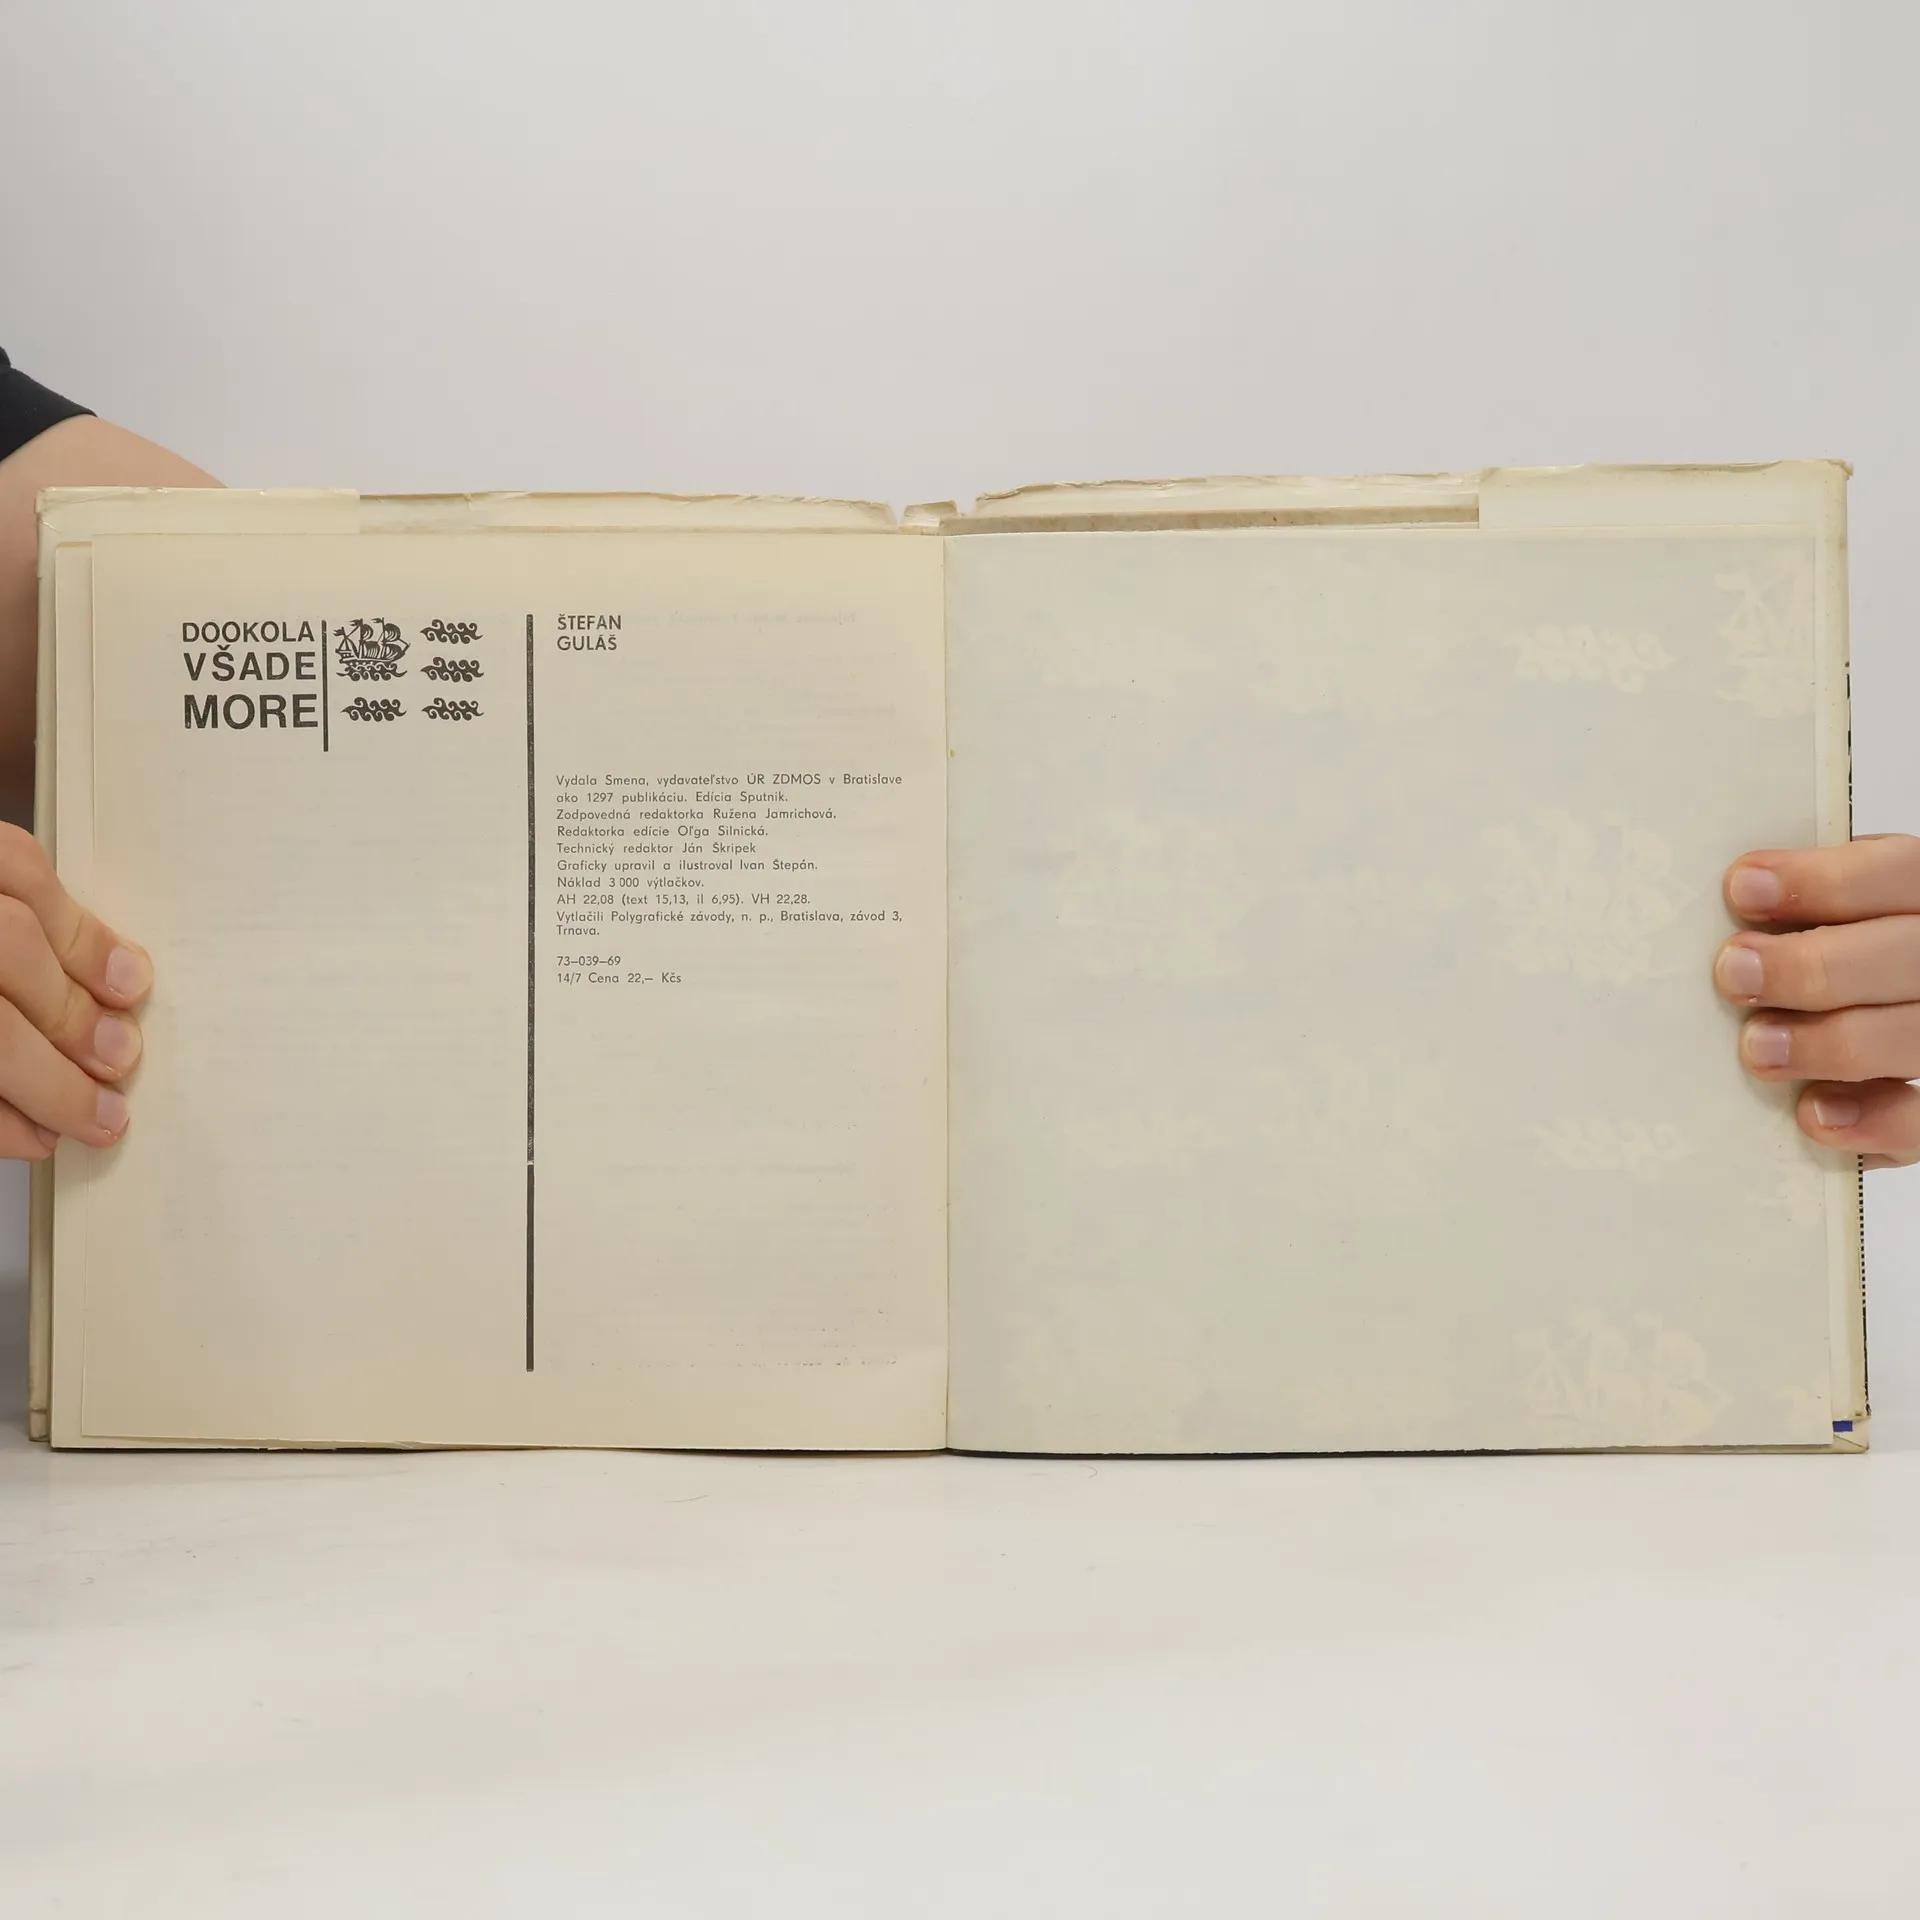 DOOKOLA
VŠADE
MORE
ŠTEFAN
GULÁŠ
Vydala Smena, vydavateľstvo ÚR ZDMOS v Bratislave
ako 1297 publikáciu. Edícia Sputnik.
Zodpovedná redaktorka Ružena Jamrichová.
Redaktorka edície Oľga Silnická.
Technický redaktor Ján Škripek
Graficky upravil a ilustroval Ivan Štepán.
Náklad 3 000 výtlačkov.
AH 22,08 (text 15,13, il 6,95). VH 22,28.
Vytlačili Polygrafické závody, n. p., Bratislava, závod 3,
Trnava.
73—039—69
14/7 Cena 22,— Kčs